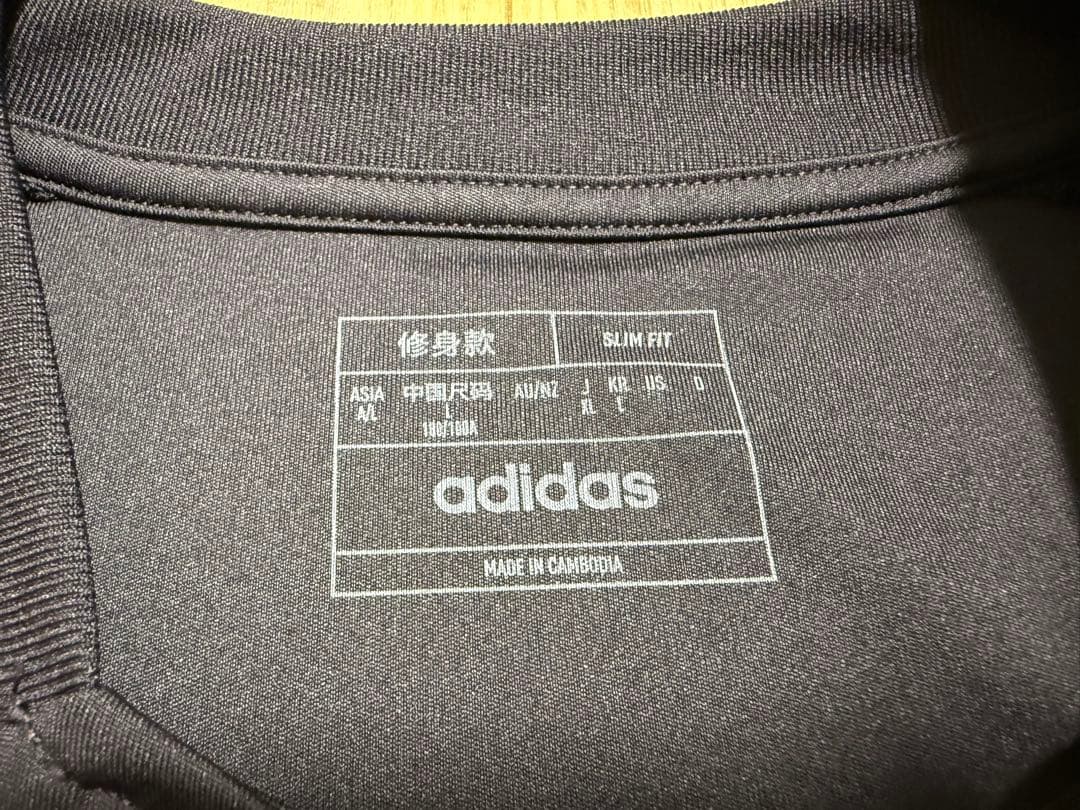 修身款 SLIM FIT
ASIA 中国尺码 AU/NZ J KR US D
A/L L XL L
180/100A
adidas
MADE IN CAMBODIA